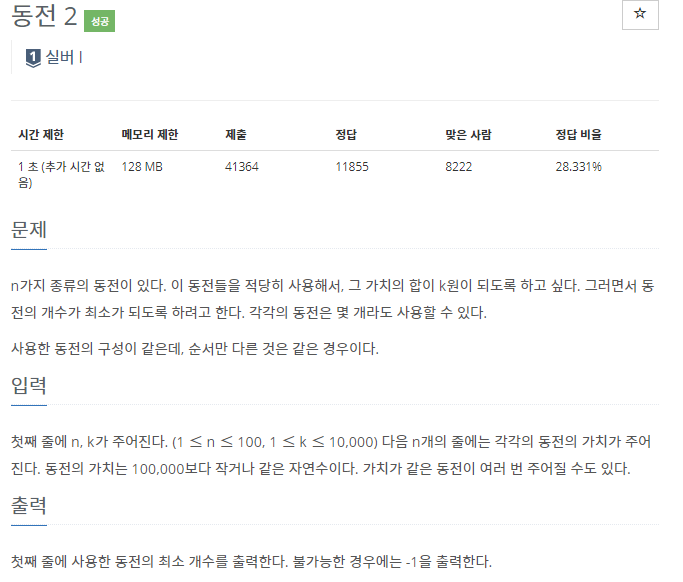 동전 2 성공
☆
1 실버 I
시간 제한 메모리 제한 제출 정답 맞은 사람 정답 비율
1 초 (추가 시간 없 128 MB 41364 11855 8222 28.331%
음)
문제
n가지 종류의 동전이 있다. 이 동전들을 적당히 사용해서, 그 가치의 합이 k원이 되도록 하고 싶다. 그러면서 동
전의 개수가 최소가 되도록 하려고 한다. 각각의 동전은 몇 개라도 사용할 수 있다.
사용한 동전의 구성이 같은데, 순서만 다른 것은 같은 경우이다.
입력
첫째 줄에 n, k가 주어진다. (1 ≤ n ≤ 100, 1 ≤ k ≤ 10,000) 다음 n개의 줄에는 각각의 동전의 가치가 주어
진다. 동전의 가치는 100,000보다 작거나 같은 자연수이다. 가치가 같은 동전이 여러 번 주어질 수도 있다.
출력
첫째 줄에 사용한 동전의 최소 개수를 출력한다. 불가능한 경우에는 -1을 출력한다.